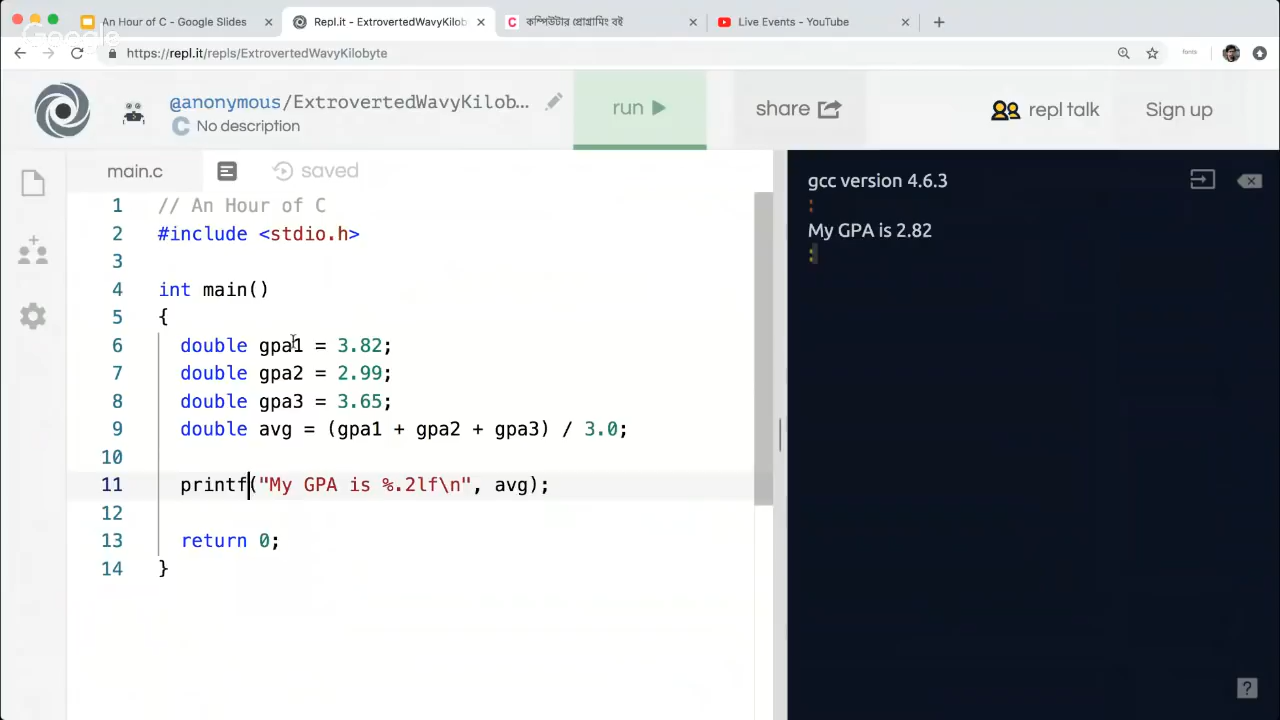 An Hour of C - Google Slides
Repl.it - ExtrovertedWavyKilob
কম্পিউটার প্রোগ্রামিং বই
Live Events - YouTube
Google
https://repl.it/repls/ExtrovertedWavyKilobyte
fonts
@anonymous/ExtrovertedWavyKilob...
C No description
run
share
repl talk
Sign up
main.c
saved
1 // An Hour of C
2 #include <stdio.h>
3
4 int main()
5 {
6 double gpa1 = 3.82;
7 double gpa2 = 2.99;
8 double gpa3 = 3.65;
9 double avg = (gpa1 + gpa2 + gpa3) / 3.0;
10
11 printf("My GPA is %.2lf\n", avg);
12
13 return 0;
14 }
gcc version 4.6.3
My GPA is 2.82
?